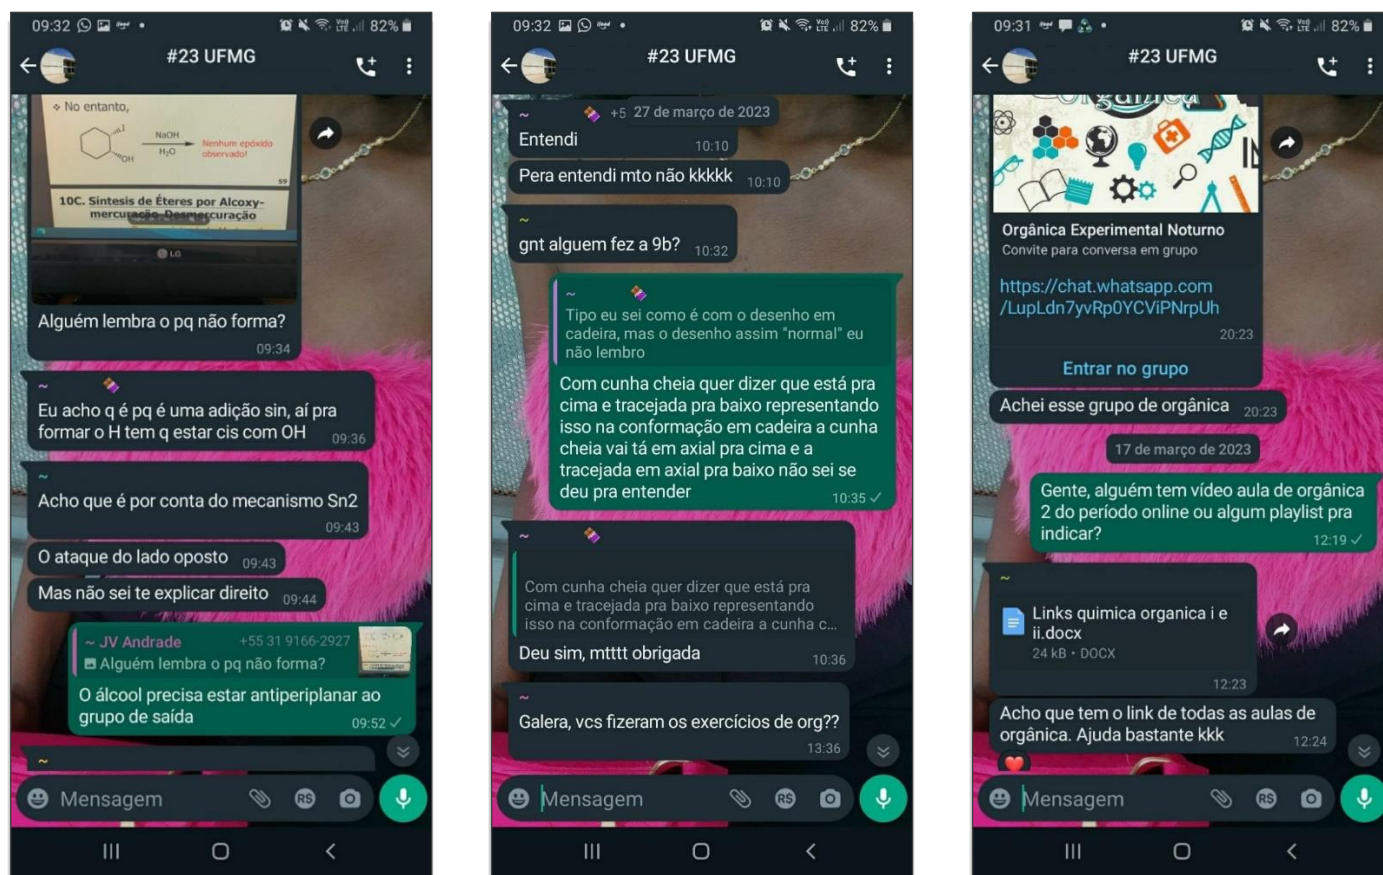 09:32
Voo
LTE
82%
#23 UFMG
No entanto,
I
OH
NaOH
H₂O
Nenhum epóxido
observado!
59
10C. Síntesis de Éteres por Alcoxy-
mercuração Desmercuração
LG
Alguém lembra o pq não forma?
09:34
~
Eu acho q é pq é uma adição sin, aí pra
formar o H tem q estar cis com OH
09:36
~
Acho que é por conta do mecanismo Sn2
09:43
O ataque do lado oposto
09:43
Mas não sei te explicar direito
09:44
~ JV Andrade
+55 31 9166-2927
Alguém lembra o pq não forma?
O álcool precisa estar antiperiplanar ao
grupo de saída
09:52
~
Mensagem
R$
09:32
LTE
82%
#23 UFMG
~
+5
27 de março de 2023
Entendi
10:10
Pera entendi mto não kkkkk
10:10
~
gnt alguem fez a 9b?
10:32
~
Tipo eu sei como é com o desenho em
cadeira, mas o desenho assim "normal" eu
não lembro
Com cunha cheia quer dizer que está pra
cima e tracejada pra baixo representando
isso na conformação em cadeira a cunha
cheia vai tá em axial pra cima e a
tracejada em axial pra baixo não sei se
deu pra entender
10:35
~
Com cunha cheia quer dizer que está pra
cima e tracejada pra baixo representando
isso na conformação em cadeira a cunha c...
Deu sim, mtttt obrigada
10:36
~
Galera, vcs fizeram os exercícios de org??
13:36
Mensagem
R$
09:31
LTE
82%
#23 UFMG
Orgânica
Orgânica Experimental Noturno
Convite para conversa em grupo
https://chat.whatsapp.com
/LupLdn7yvRp0YCViPNrpUh
20:23
Entrar no grupo
Achei esse grupo de orgânica
20:23
17 de março de 2023
Gente, alguém tem vídeo aula de orgânica
2 do período online ou algum playlist pra
indicar?
12:19
~
Links quimica organica i e
ii.docx
24 kB • DOCX
12:23
Acho que tem o link de todas as aulas de
orgânica. Ajuda bastante kkk
12:24
Mensagem
R$